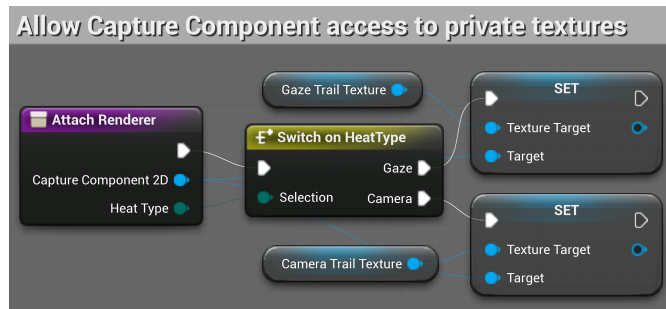 Allow Capture Component access to private textures
Gaze Trail Texture
SET
Attach Renderer
Texture Target
Switch on HeatType
Target
Gaze
Capture Component 2D
Selection
Camera
Heat Type
SET
Texture Target
Camera Trail Texture
Target